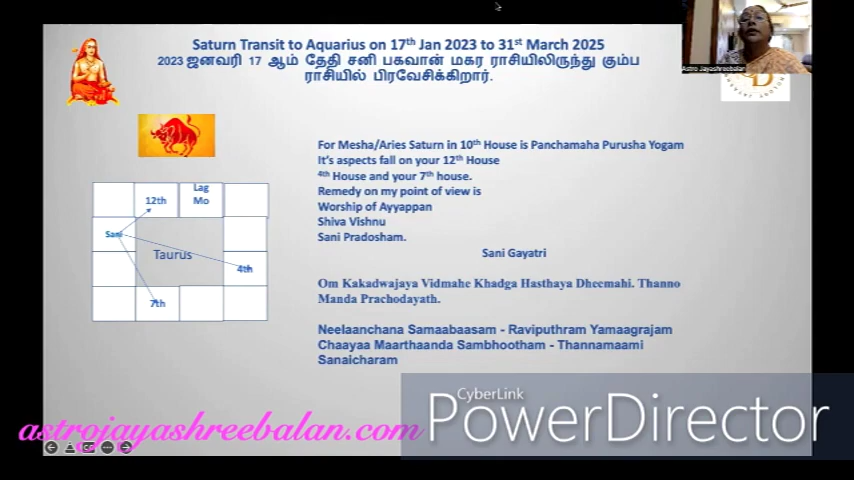 Saturn Transit to Aquarius on 17th Jan 2023 to 31st March 2025
2023 ஜனவரி 17 ஆம் தேதி சனி பகவான் மகர ராசியிலிருந்து கும்ப
ராசியில் பிரவேசிக்கிறார்.
Astro Jayashreebalan
For Mesha/Aries Saturn in 10th House is Panchamaha Purusha Yogam
It's aspects fall on your 12th House
4th House and your 7th house.
Remedy on my point of view is
Worship of Ayyappan
Shiva Vishnu
Sani Pradosham.
Sani Gayatri
Om Kakadwajaya Vidmahe Khadga Hasthaya Dheemahi. Thanno
Manda Prachodayath.
Neelaanchana Samaabaasam - Raviputhram Yamaagrajam
Chaayaa Maarthaanda Sambhootham - Thannamaami
Sanaicharam
12th
Lag
Mo
Sani
Taurus
4th
7th
astrojayashreebalan.com
CyberLink
PowerDirector